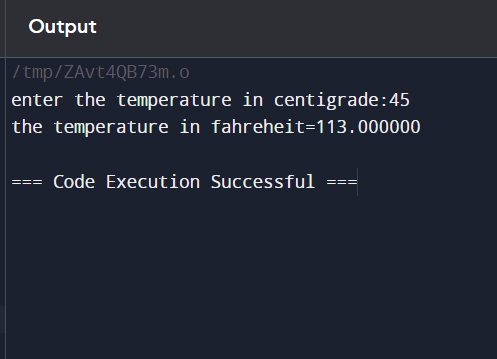 Output
/tmp/ZAvt4QB73m.o
enter the temperature in centigrade:45
the temperature in fahreheit=113.000000
=== Code Execution Successful ===